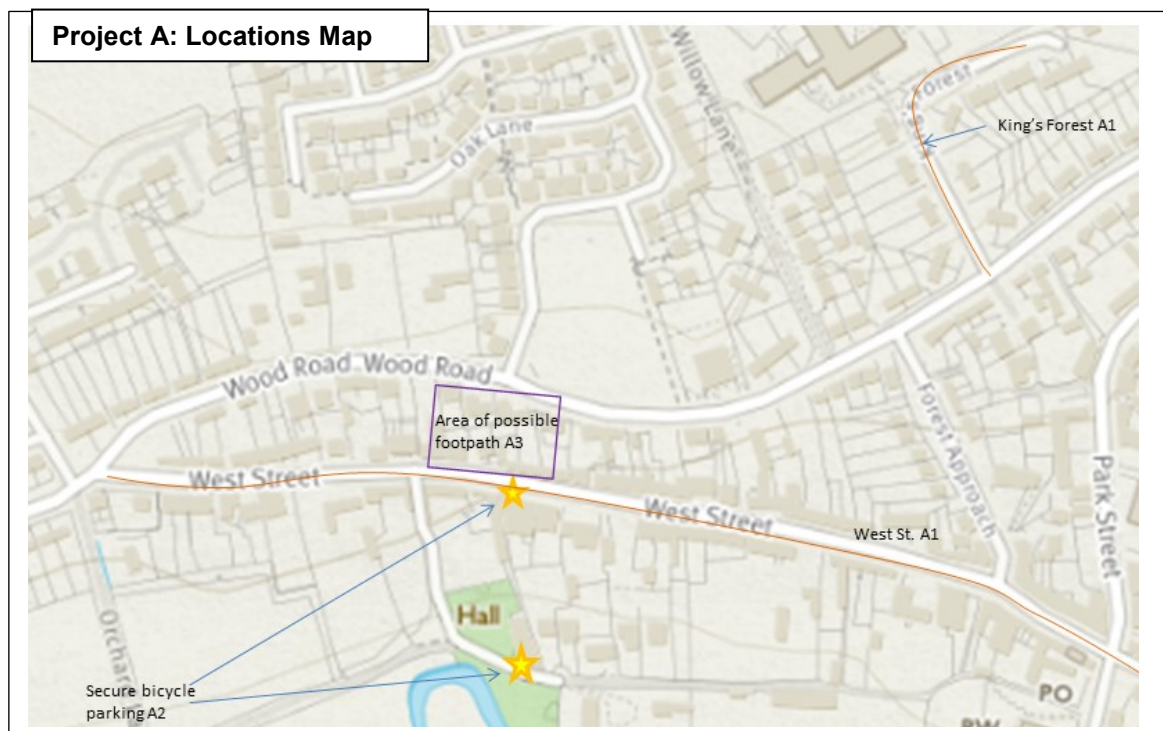 Project A: Locations Map
Willow Lane
Forest
King's Forest A1
Oak Lane
Wood Road Wood Road
Area of possible
footpath A3
Forest Approach
Park Street
West Street
West Street
West St. A1
Hall
Orchard
Secure bicycle
parking A2
PO